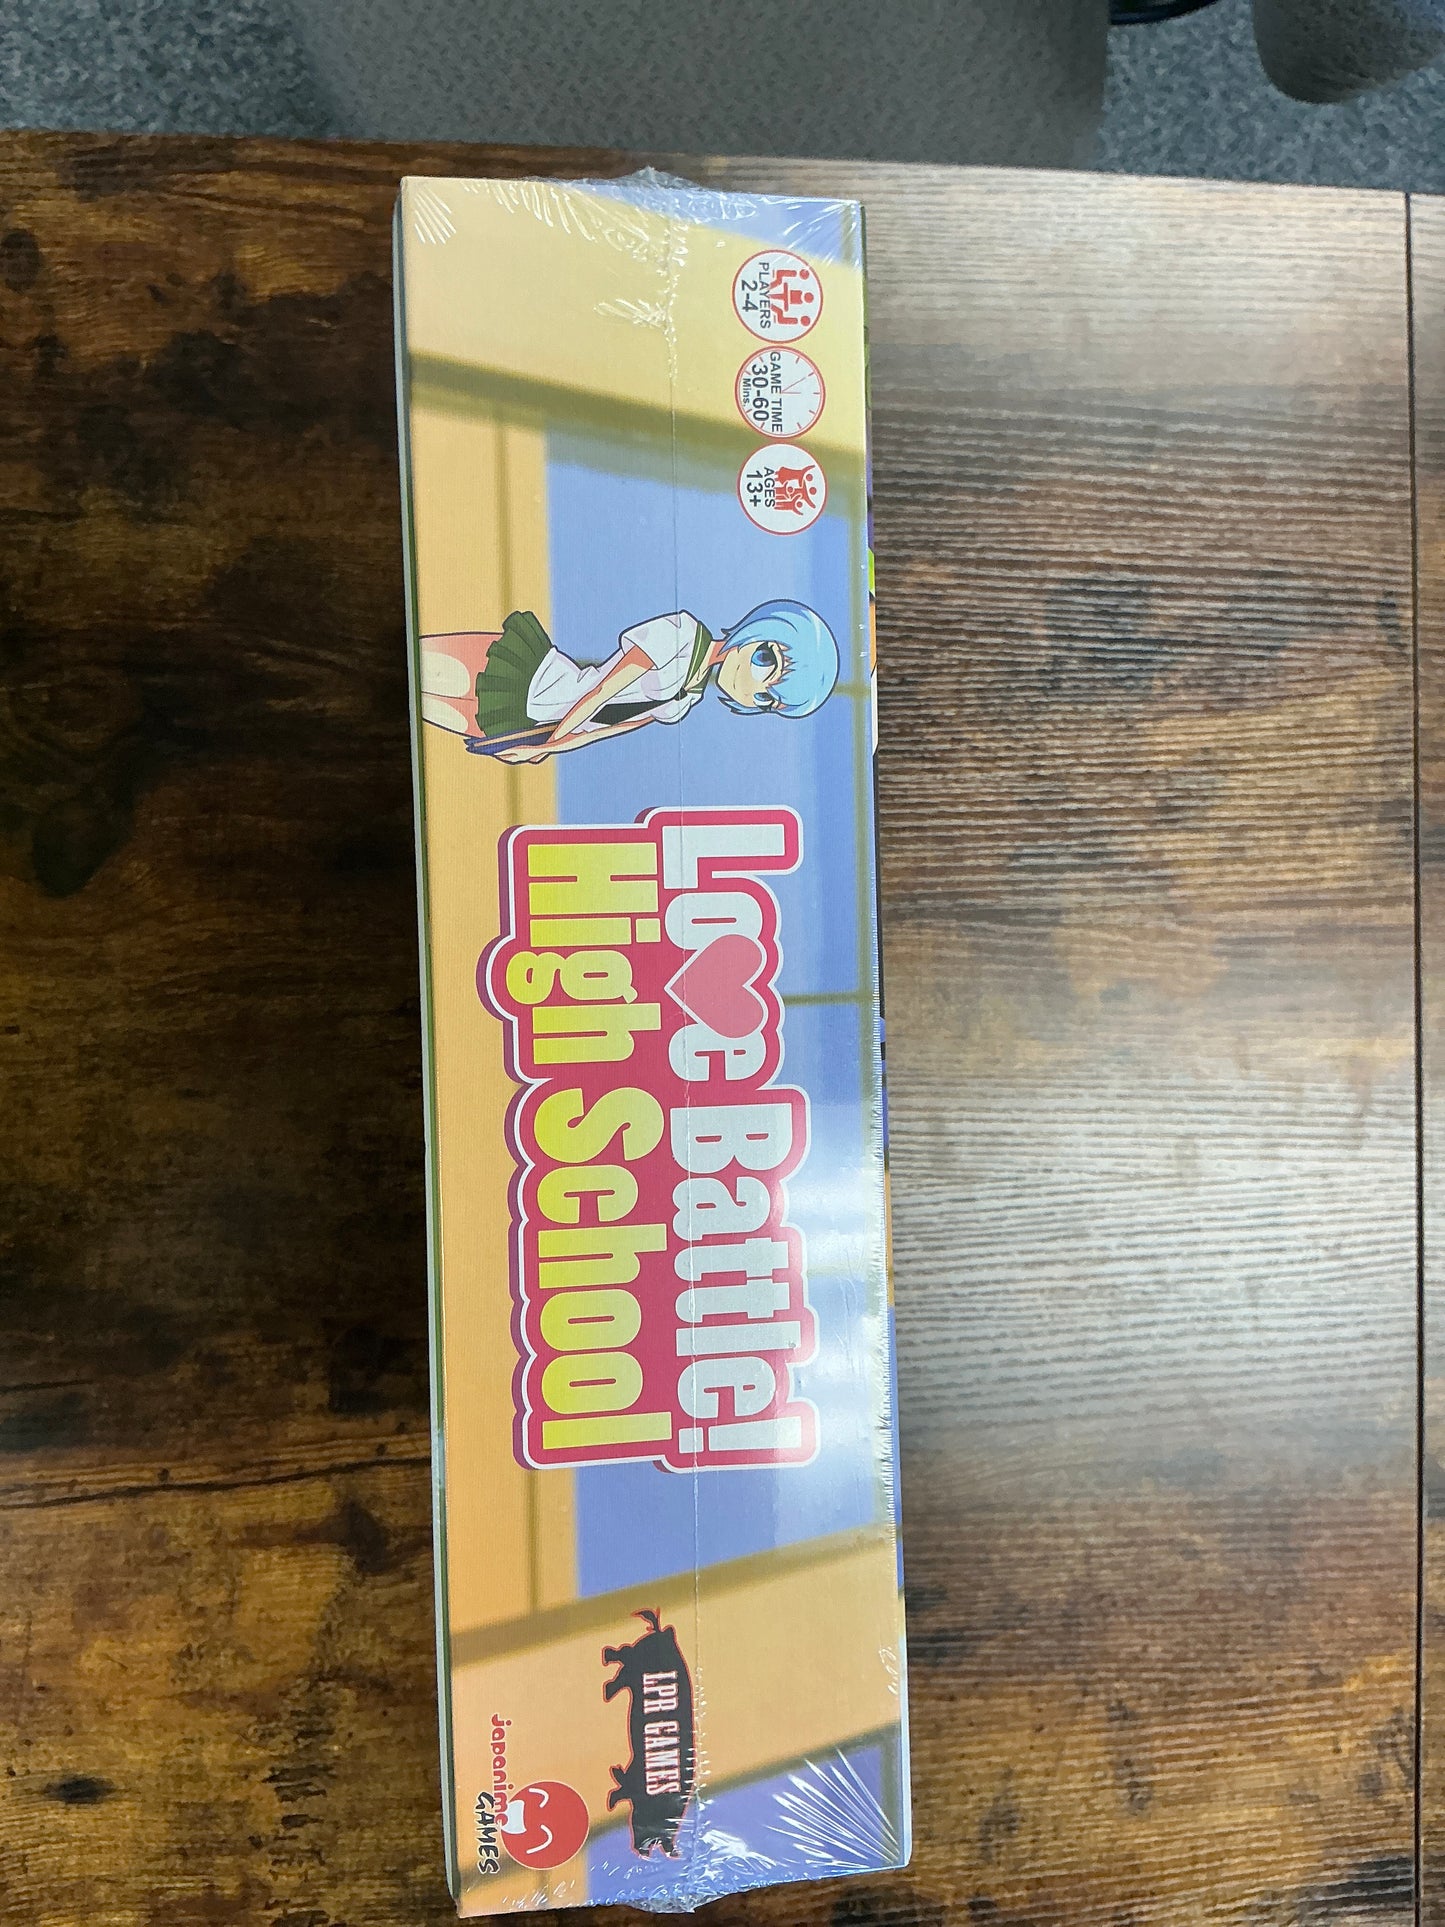 PLAYERS
2-4
GAME TIME
30-60
Mins.
AGES
13+
Love Battle!
High School
LPR GAMES
japanime
GAMES